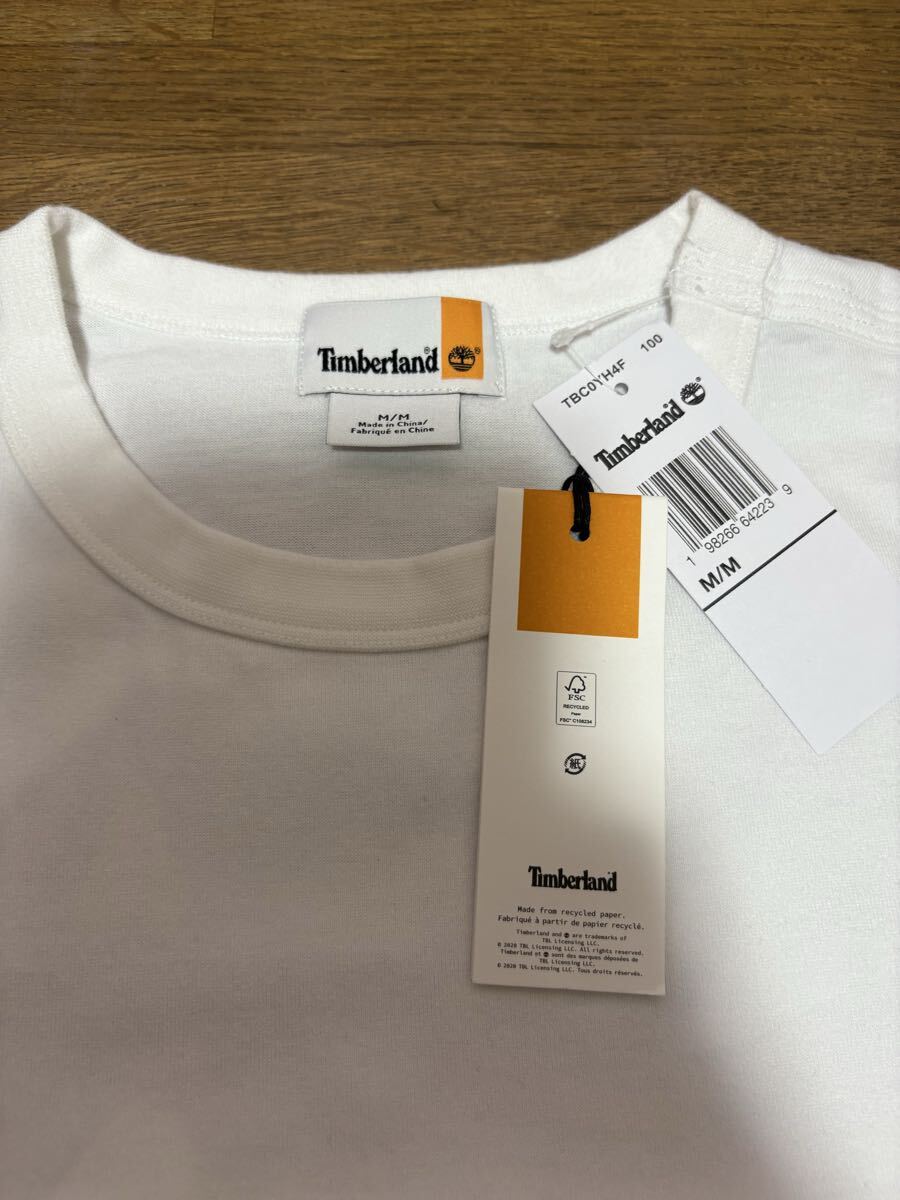 Timberland®
M/M
Made in China/
Fabriqué en Chine
TBC0YH4F 100
Timberland
1 98266 64223 9
M/M
FSC
RECYCLED
Paper
FSC® C108234
紙
Timberland
Made from recycled paper.
Fabriqué à partir de papier recyclé.
Timberland and are trademarks of
TBL Licensing LLC.
© 2020 TBL Licensing LLC. All rights reserved.
Timberland et sont des marques déposées de
TBL Licensing LLC.
© 2020 TBL Licensing LLC. Tous droits réservés.